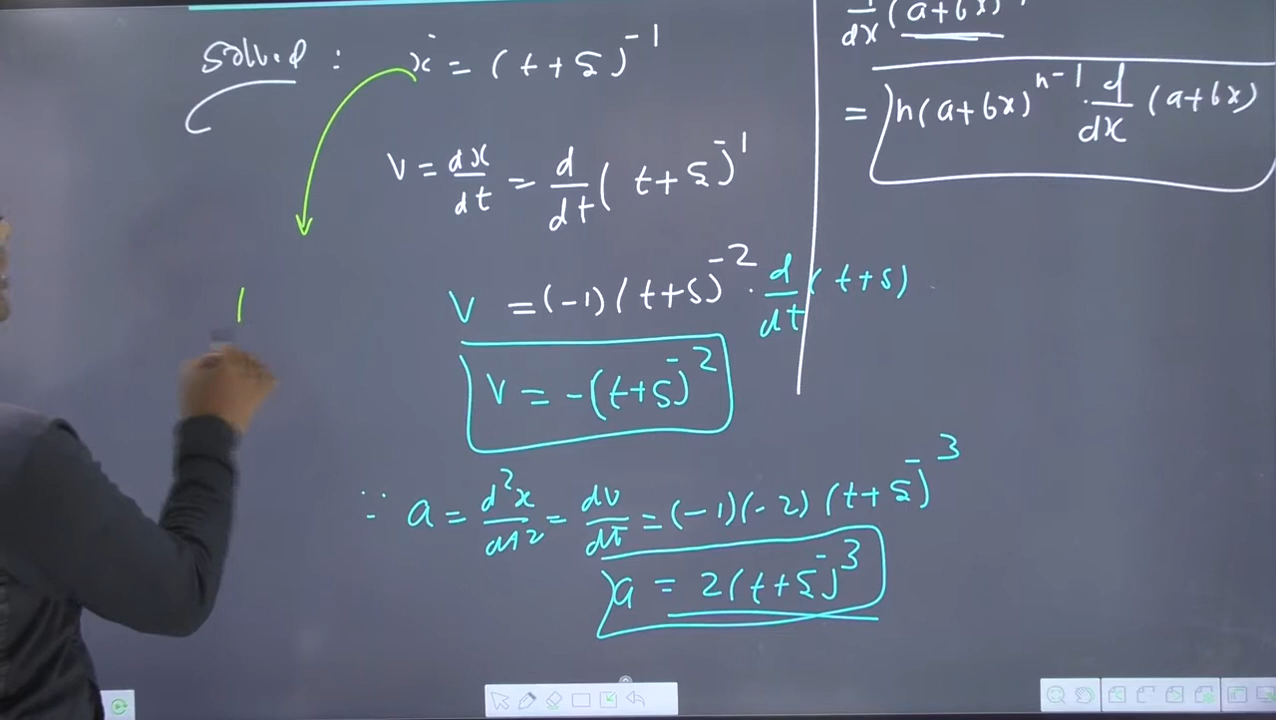 Solved : x = (t+5)^-1
V = dx/dt = d/dt (t+5)^-1
V = (-1)(t+5)^-2 . d/dt (t+5)
V = -(t+5)^-2
∵ a = d²x/dt² = dv/dt = (-1)(-2)(t+5)^-3
a = 2(t+5)^-3
d/dx (a+bx)
= n(a+bx)^n-1 . d/dx (a+bx)